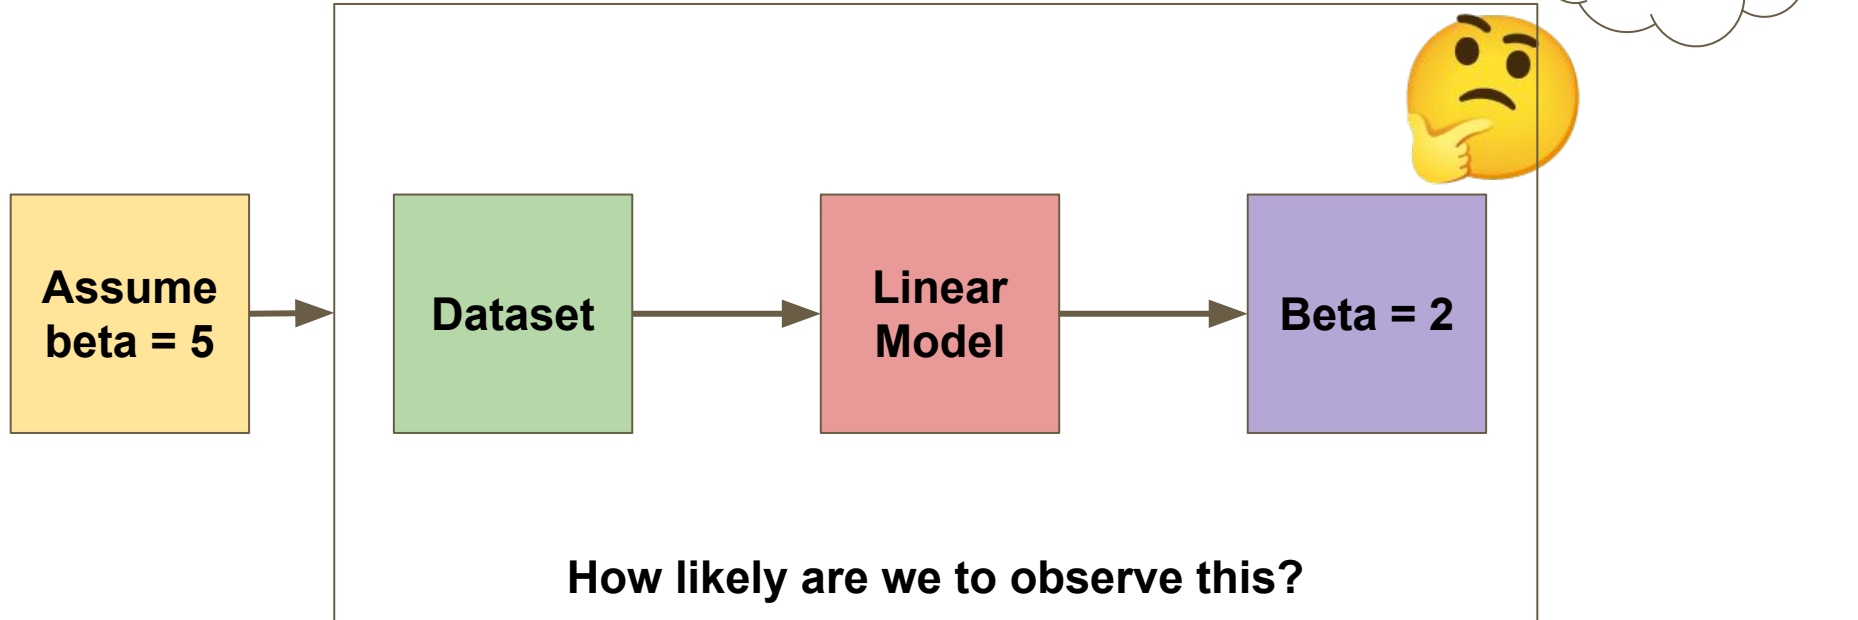 Assume
beta = 5
Dataset
Linear
Model
Beta = 2
How likely are we to observe this?